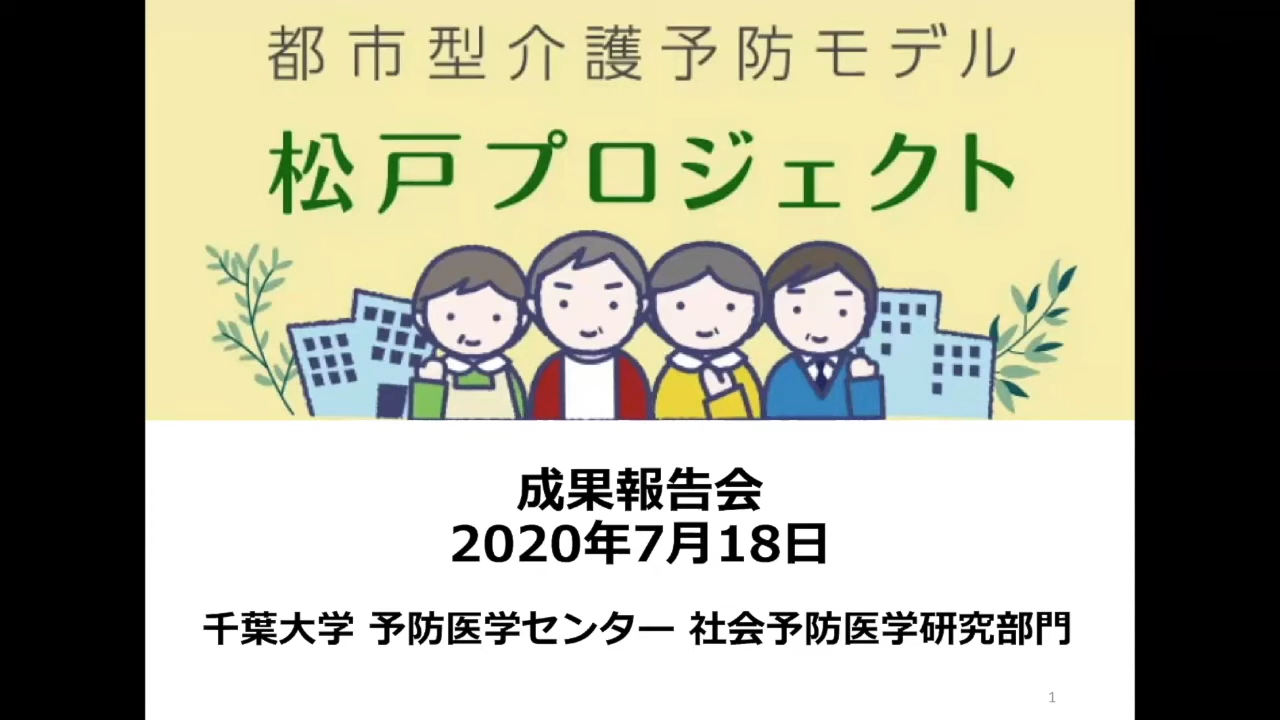 都市型介護予防モデル
松戸プロジェクト
成果報告会
2020年7月18日
千葉大学 予防医学センター 社会予防医学研究部門
1